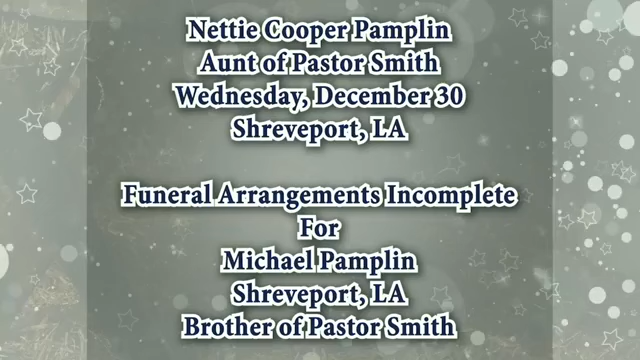 Nettie Cooper Pamplin
Aunt of Pastor Smith
Wednesday, December 30
Shreveport, LA
Funeral Arrangements Incomplete
For
Michael Pamplin
Shreveport, LA
Brother of Pastor Smith